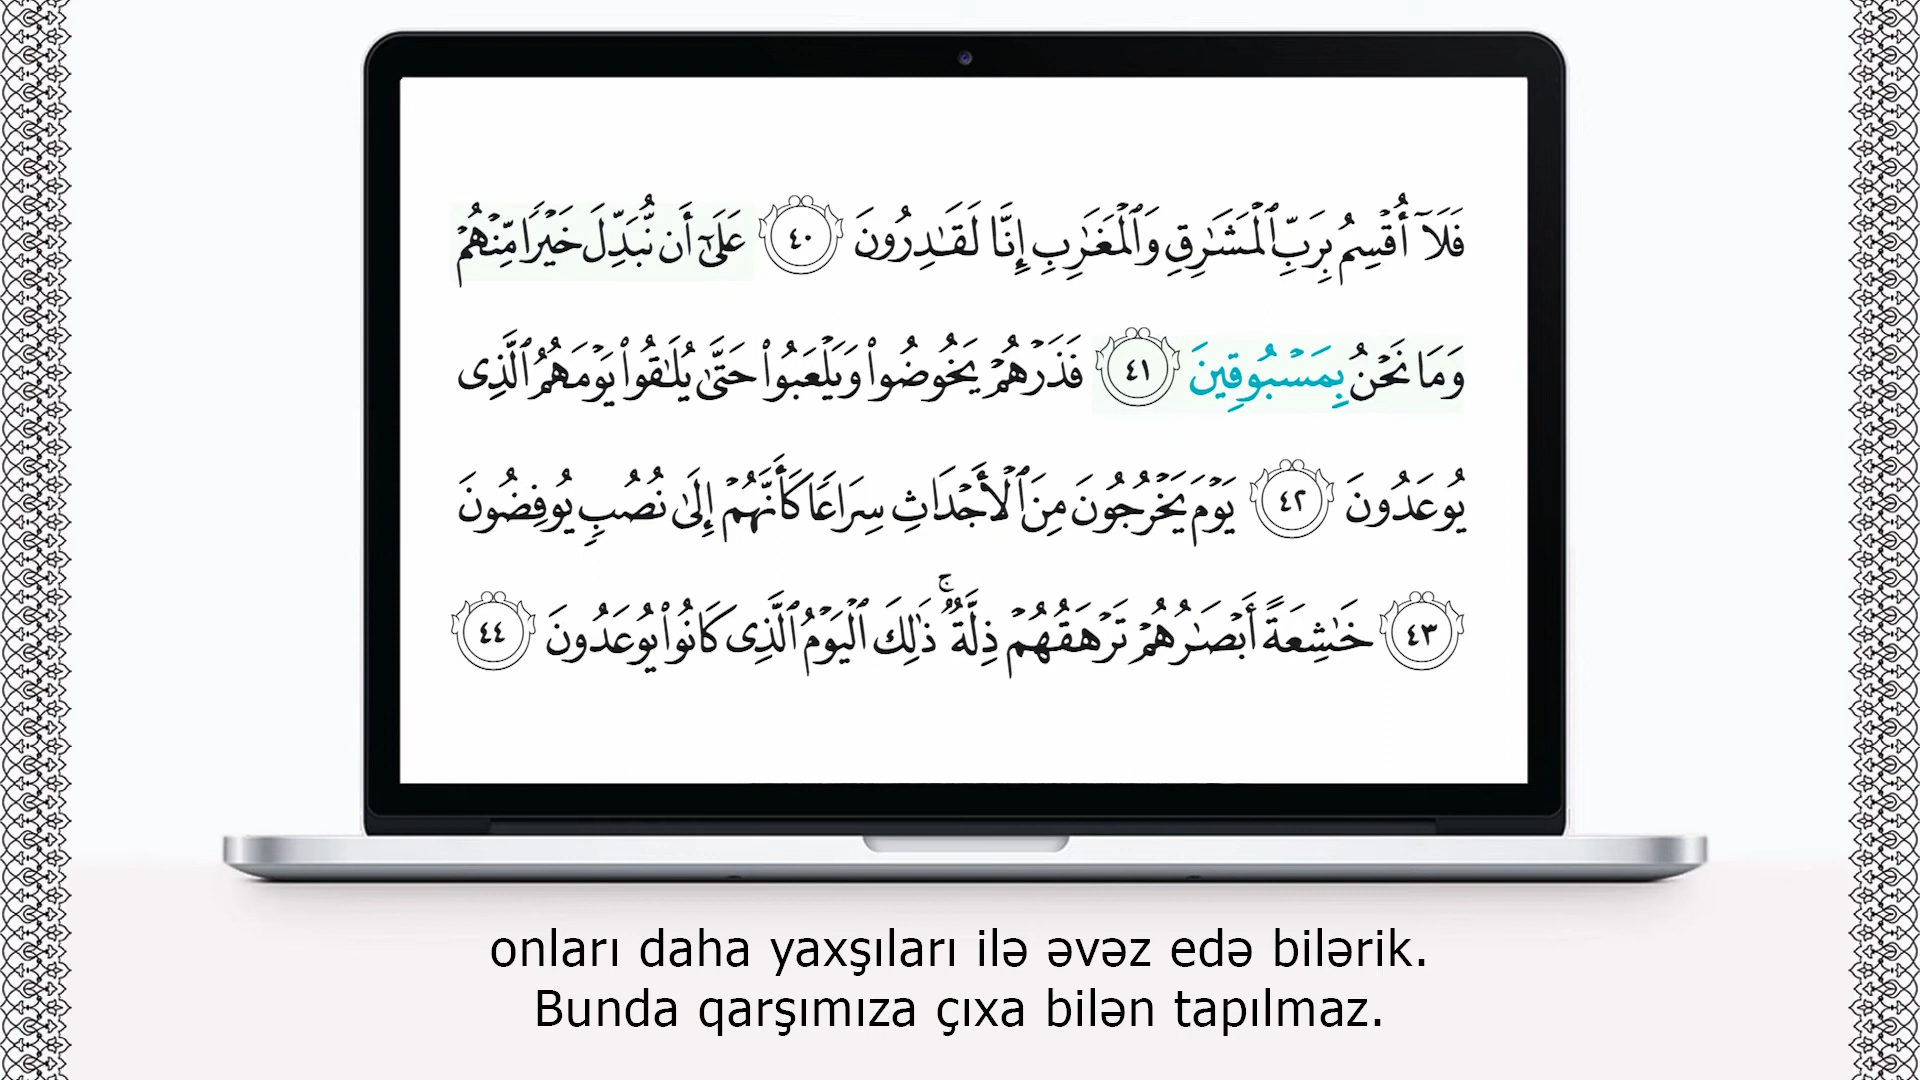 فَلَآ أُقْسِمُ بِرَبِّ ٱلْمَشَٰرِقِ وَٱلْمَغَٰرِبِ إِنَّا لَقَٰدِرُونَ ٤٠ عَلَىٰٓ أَن نُّبَدِّلَ خَيْرًا مِّنْهُمْ
وَمَا نَحْنُ بِمَسْبُوقِينَ ٤١ فَذَرْهُمْ يَخُوضُوا۟ وَيَلْعَبُوا۟ حَتَّىٰ يُلَٰقُوا۟ يَوْمَهُمُ ٱلَّذِى
يُوعَدُونَ ٤٢ يَوْمَ يَخْرُجُونَ مِنَ ٱلْأَجْدَاثِ سِرَاعًا كَأَنَّهُمْ إِلَىٰ نُصُبٍ يُوفِضُونَ
٤٣ خَٰشِعَةً أَبْصَٰرُهُمْ تَرْهَقُهُمْ ذِلَّةٌ ۚ ذَٰلِكَ ٱلْيَوْمُ ٱلَّذِى كَانُوا۟ يُوعَدُونَ ٤٤
onları daha yaxşıları ilə əvəz edə bilərik.
Bunda qarşımıza çıxa bilən tapılmaz.